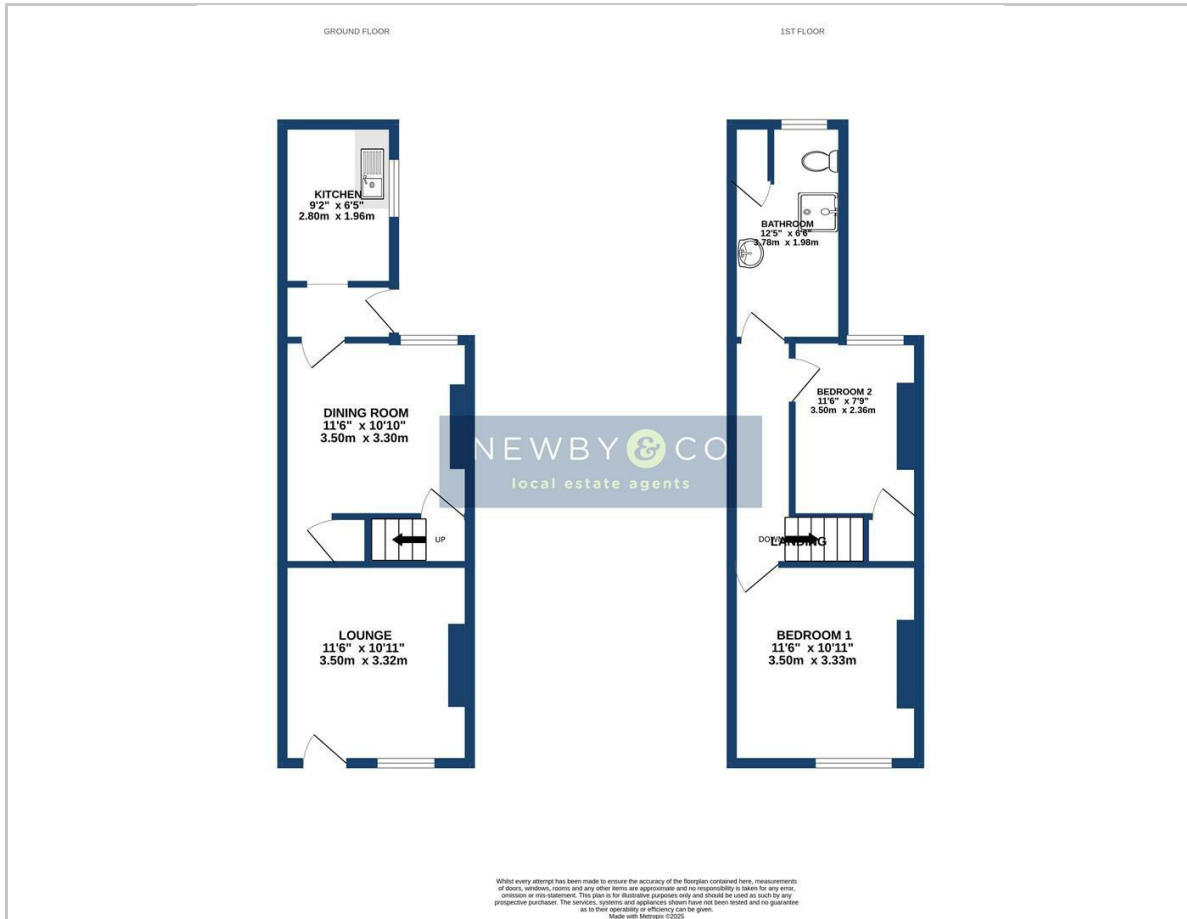 GROUND FLOOR
1ST FLOOR
KITCHEN
9'2" x 6'5"
2.80m x 1.96m
DINING ROOM
11'6" x 10'10"
3.50m x 3.30m
UP
LOUNGE
11'6" x 10'11"
3.50m x 3.32m
BATHROOM
12'5" x 6'6"
3.78m x 1.98m
BEDROOM 2
11'6" x 7'9"
3.50m x 2.36m
DOWN
LANDING
BEDROOM 1
11'6" x 10'11"
3.50m x 3.33m
NEWBY & CO
local estate agents
Whilst every attempt has been made to ensure the accuracy of the floorplan contained here, measurements
of doors, windows, rooms and any other items are approximate and no responsibility is taken for any error,
omission or mis-statement. This plan is for illustrative purposes only and should be used as such by any
prospective purchaser. The services, systems and appliances shown have not been tested and no guarantee
as to their operability or efficiency can be given.
Made with Metropix ©2025